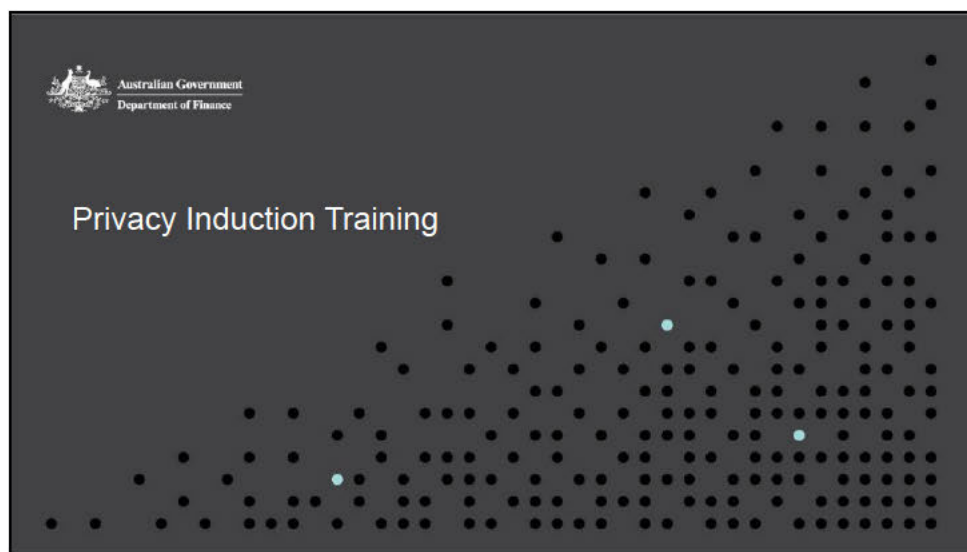 Australian Government
Department of Finance
Privacy Induction Training